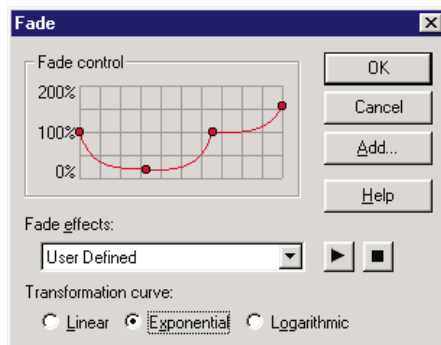 Fade
Fade control
200%
100%
0%
OK
Cancel
Add...
Help
Fade effects:
User Defined
Transformation curve:
Linear Exponential Logarithmic